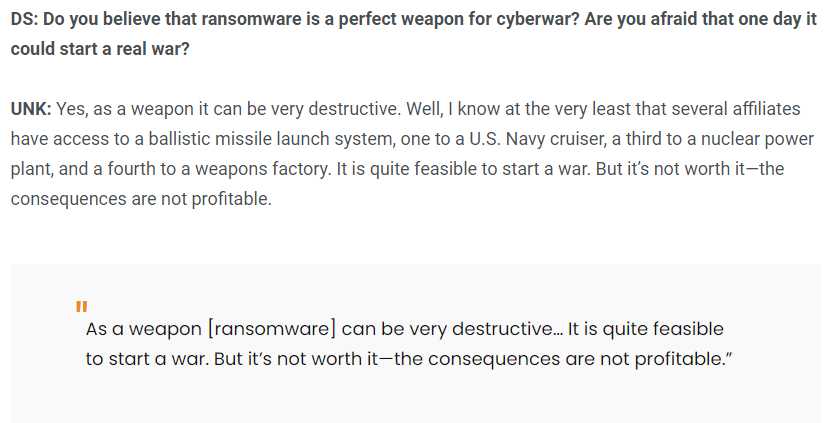 DS: Do you believe that ransomware is a perfect weapon for cyberwar? Are you afraid that one day it
could start a real war?
UNK: Yes, as a weapon it can be very destructive. Well, I know at the very least that several affiliates
have access to a ballistic missile launch system, one to a U.S. Navy cruiser, a third to a nuclear power
plant, and a fourth to a weapons factory. It is quite feasible to start a war. But it’s not worth it—the
consequences are not profitable.
"
As a weapon [ransomware] can be very destructive... It is quite feasible
to start a war. But it’s not worth it—the consequences are not profitable.”